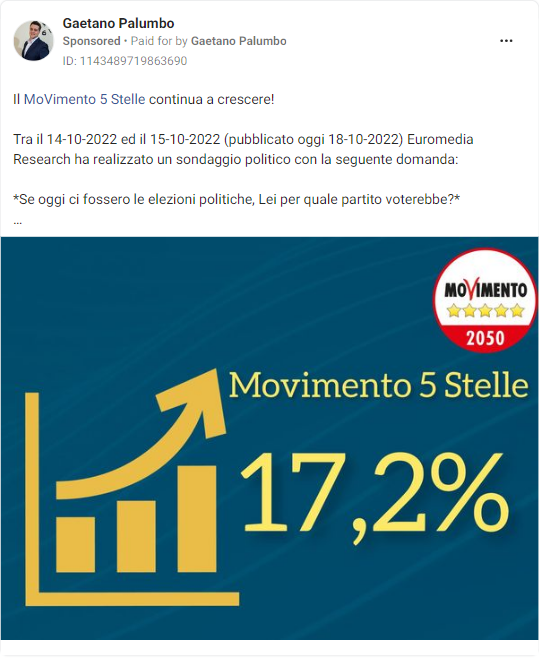 Gaetano Palumbo
Sponsored • Paid for by Gaetano Palumbo
ID: 1143489719863690
Il MoVimento 5 Stelle continua a crescere!
Tra il 14-10-2022 ed il 15-10-2022 (pubblicato oggi 18-10-2022) Euromedia
Research ha realizzato un sondaggio politico con la seguente domanda:
*Se oggi ci fossero le elezioni politiche, Lei per quale partito voterebbe?*
...
MOVIMENTO
2050
Movimento 5 Stelle
17,2%